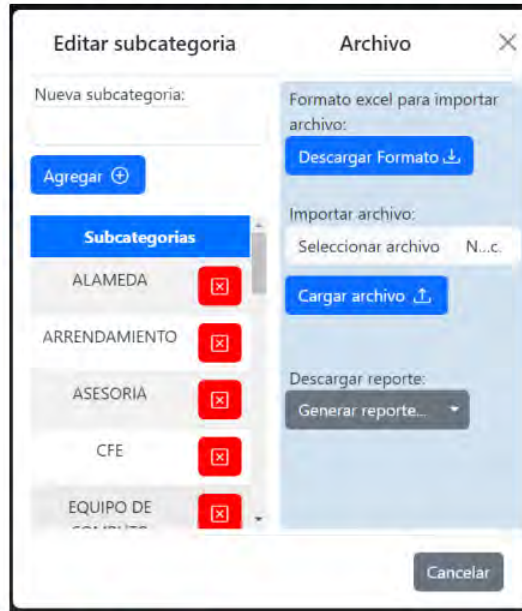 Editar subcategoria
Archivo
Nueva subcategoria:
Agregar
Subcategorias
ALAMEDA
ARRENDAMIENTO
ASESORIA
CFE
EQUIPO DE
Formato excel para importar
archivo:
Descargar Formato
Importar archivo:
Seleccionar archivo N...c.
Cargar archivo
Descargar reporte:
Generar reporte...
Cancelar